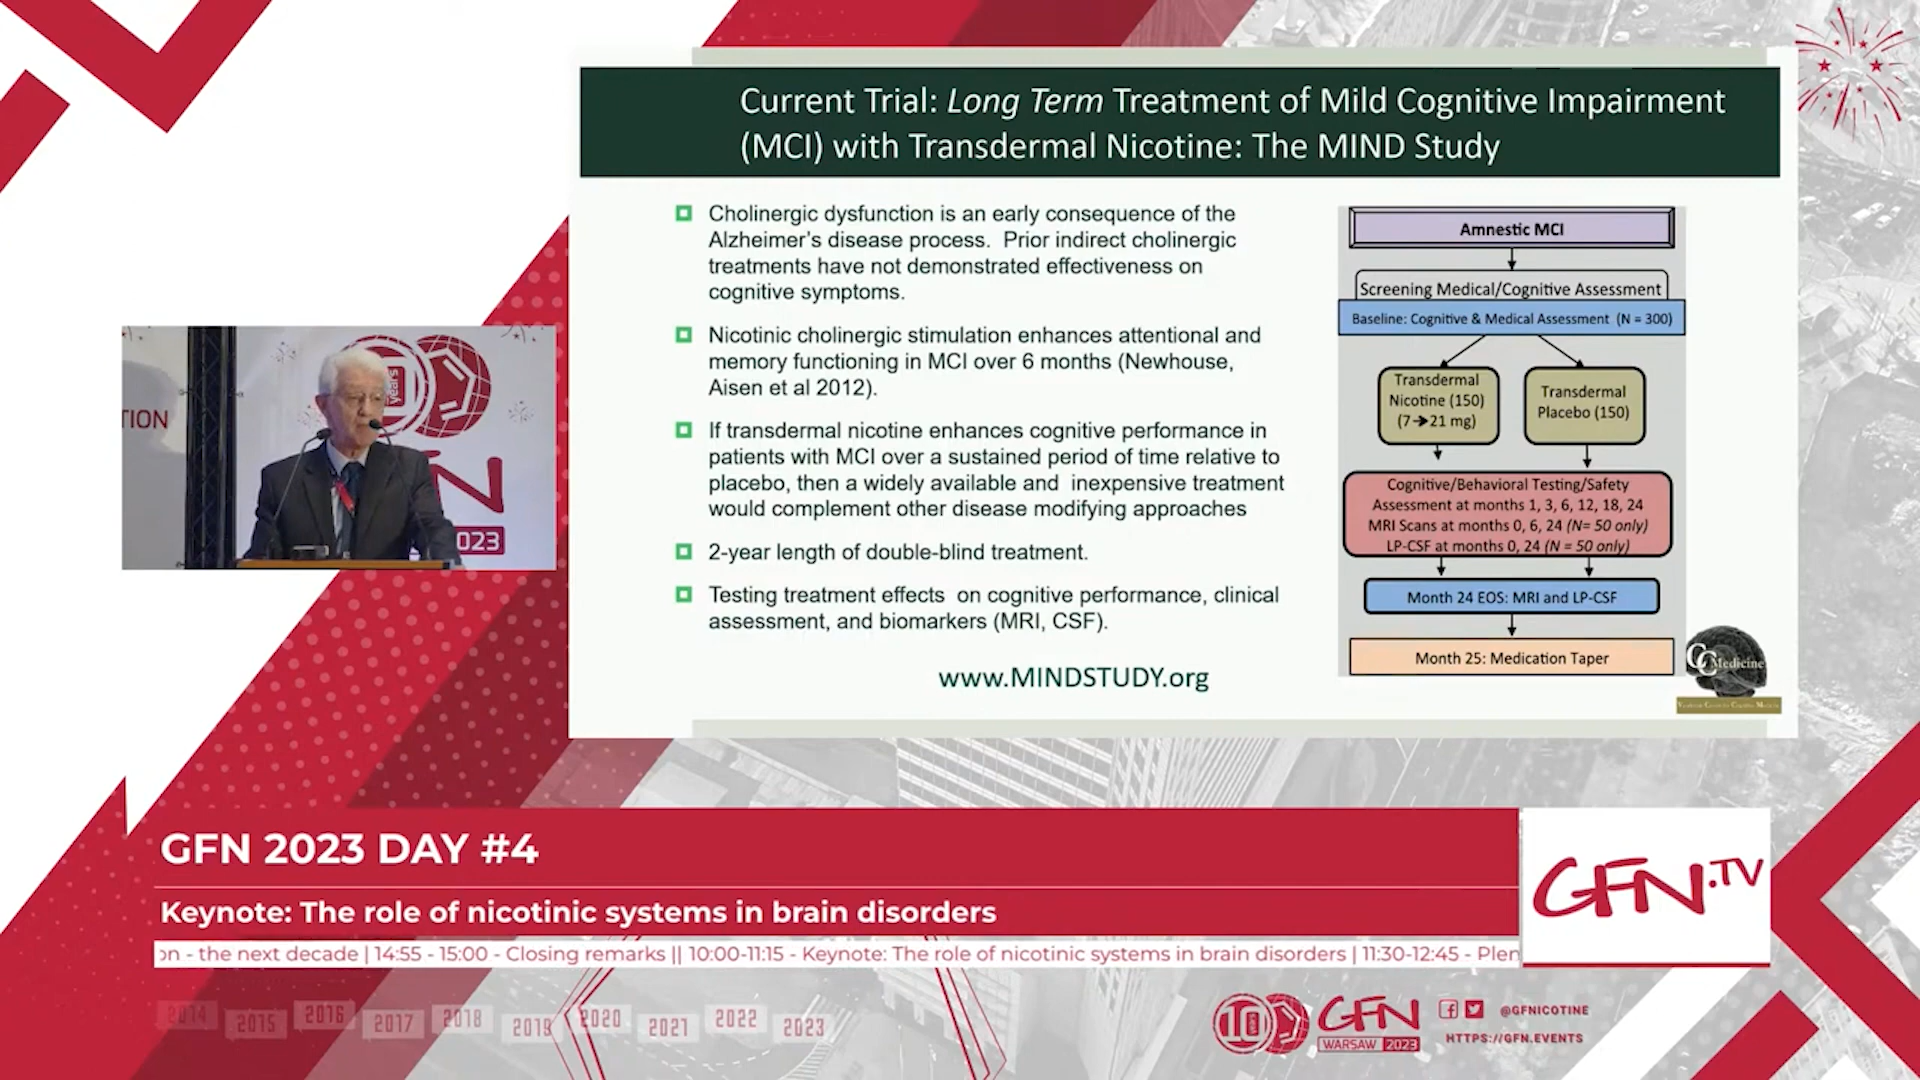 Current Trial: Long Term Treatment of Mild Cognitive Impairment
(MCI) with Transdermal Nicotine: The MIND Study
Cholinergic dysfunction is an early consequence of the
Alzheimer's disease process. Prior indirect cholinergic
treatments have not demonstrated effectiveness on
cognitive symptoms.
Nicotinic cholinergic stimulation enhances attentional and
memory functioning in MCI over 6 months (Newhouse,
Aisen et al 2012).
If transdermal nicotine enhances cognitive performance in
patients with MCI over a sustained period of time relative to
placebo, then a widely available and inexpensive treatment
would complement other disease modifying approaches
2-year length of double-blind treatment.
Testing treatment effects on cognitive performance, clinical
assessment, and biomarkers (MRI, CSF).
www.MINDSTUDY.org
Amnestic MCI
Screening Medical/Cognitive Assessment
Baseline: Cognitive & Medical Assessment (N = 300)
Transdermal
Nicotine (150)
(7➔21 mg)
Transdermal
Placebo (150)
Cognitive/Behavioral Testing/Safety
Assessment at months 1, 3, 6, 12, 18, 24
MRI Scans at months 0, 6, 24 (N= 50 only)
LP-CSF at months 0, 24 (N = 50 only)
Month 24 EOS: MRI and LP-CSF
Month 25: Medication Taper
CC Medicine
TION
years
N
2023
GFN 2023 DAY #4
Keynote: The role of nicotinic systems in brain disorders
on - the next decade | 14:55 - 15:00 - Closing remarks || 10:00-11:15 - Keynote: The role of nicotinic systems in brain disorders | 11:30-12:45 - Plen
GFN.TV
2014
2015
2016
2017
2018
2019
2020
2021
2022
2023
10
GFN
WARSAW 2023
@GFNICOTINE
HTTPS://GFN.EVENTS